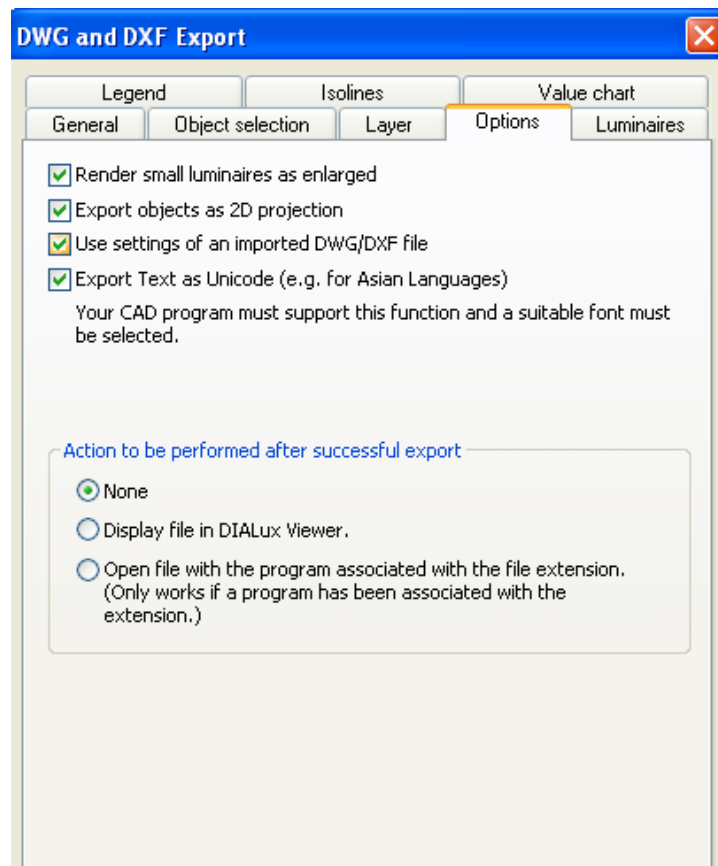 DWG and DXF Export
Legend
Isolines
Value chart
General
Object selection
Layer
Options
Luminaires
Render small luminaires as enlarged
Export objects as 2D projection
Use settings of an imported DWG/DXF file
Export Text as Unicode (e.g. for Asian Languages)
Your CAD program must support this function and a suitable font must
be selected.
Action to be performed after successful export
None
Display file in DIALux Viewer.
Open file with the program associated with the file extension.
(Only works if a program has been associated with the
extension.)